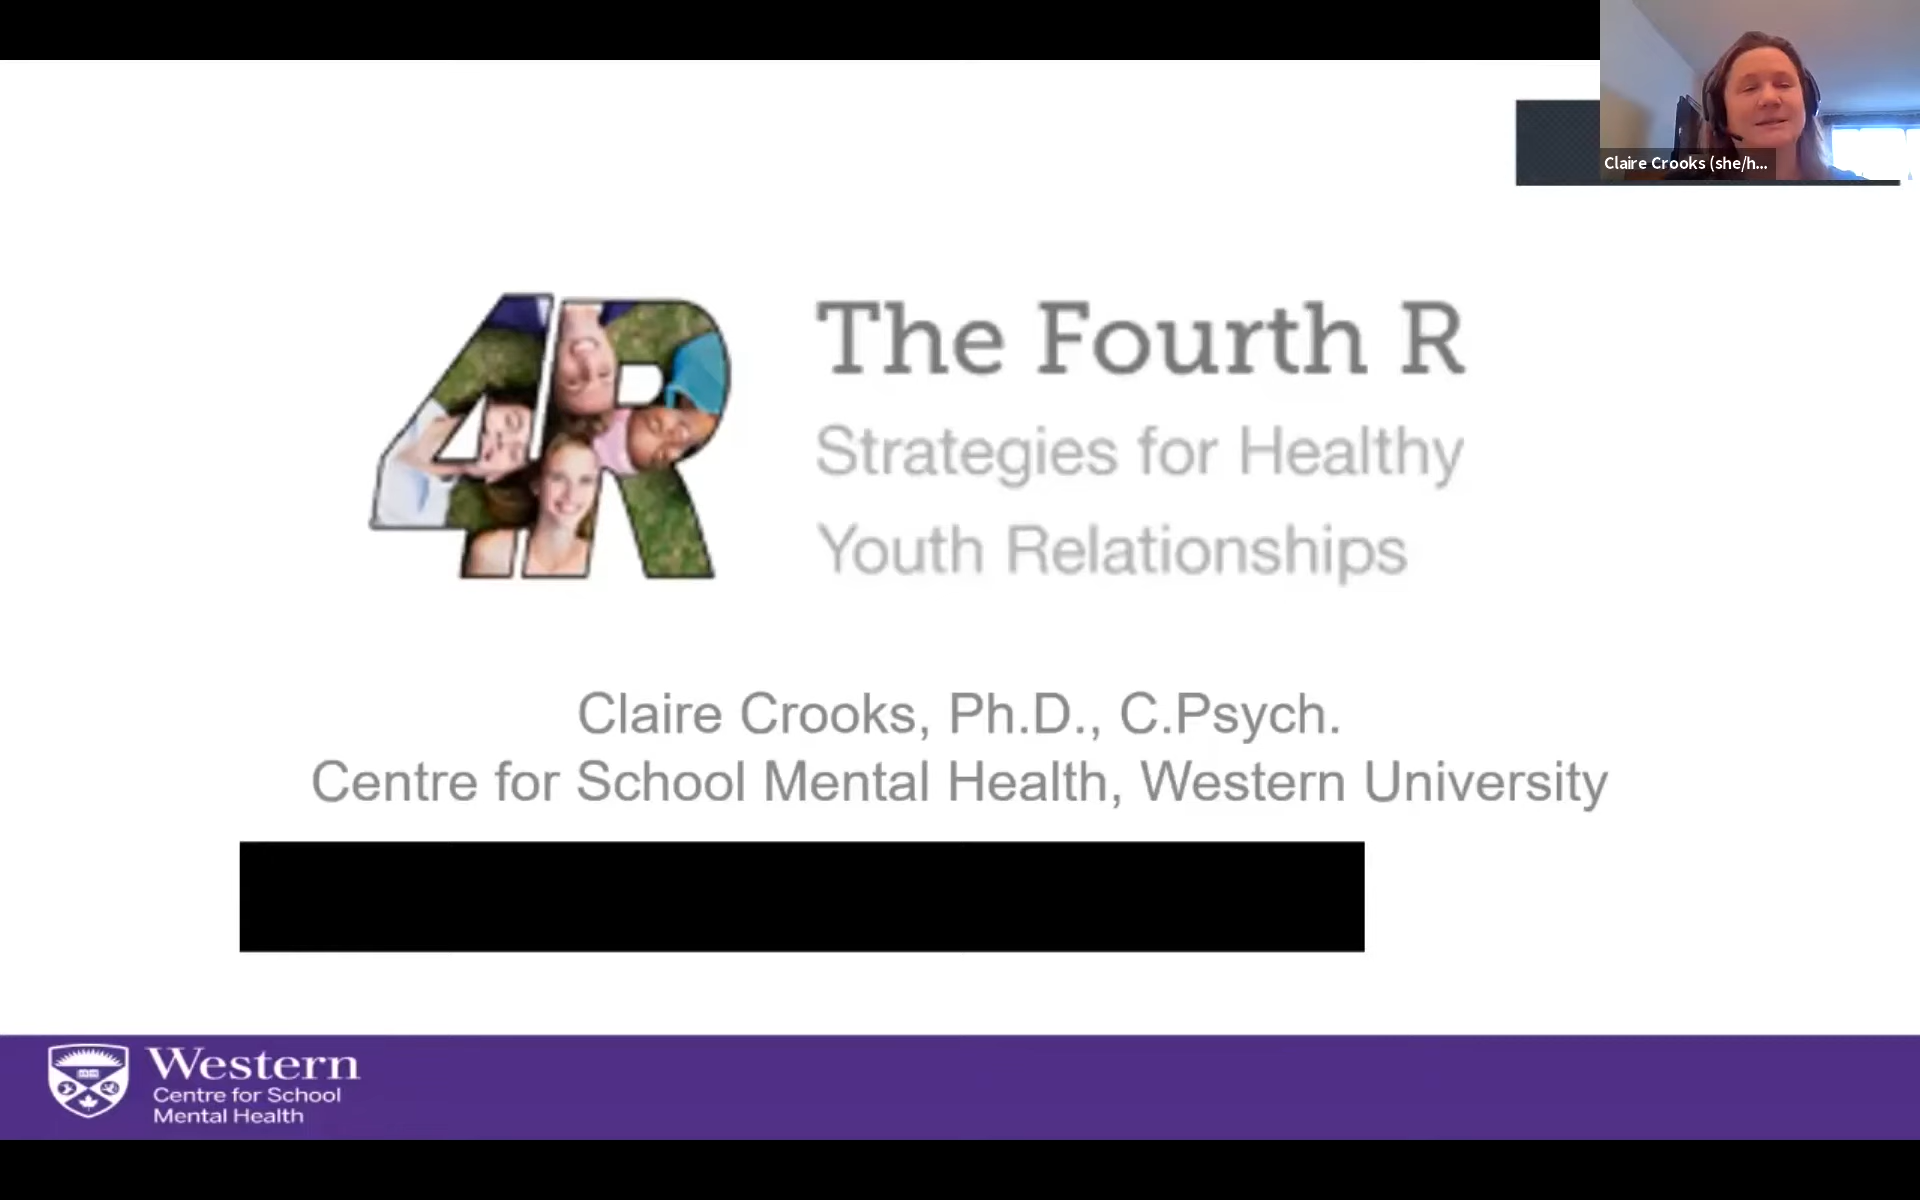 Claire Crooks (she/h...
4R
The Fourth R
Strategies for Healthy
Youth Relationships
Claire Crooks, Ph.D., C.Psych.
Centre for School Mental Health, Western University
Western
Centre for School
Mental Health